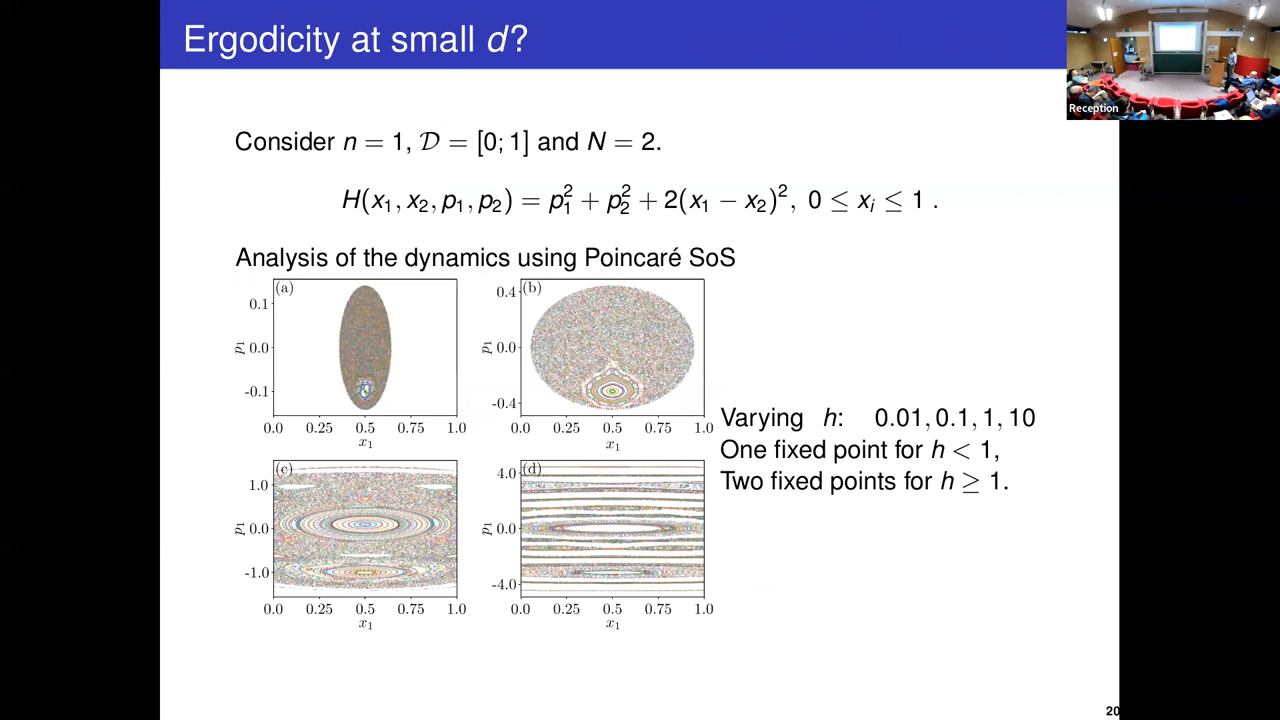 Ergodicity at small d?
Reception
Consider n = 1, 𝒟 = [0; 1] and N = 2.
H(x₁, x₂, p₁, p₂) = p₁² + p₂² + 2(x₁ − x₂)², 0 ≤ xᵢ ≤ 1 .
Analysis of the dynamics using Poincaré SoS
(a)
0.1
0.0
-0.1
p₁
0.0 0.25 0.5 0.75 1.0
x₁
(b)
0.4
0.0
-0.4
p₁
0.0 0.25 0.5 0.75 1.0
x₁
Varying h: 0.01, 0.1, 1, 10
One fixed point for h < 1,
Two fixed points for h ≥ 1.
(c)
1.0
0.0
-1.0
p₁
0.0 0.25 0.5 0.75 1.0
x₁
(d)
4.0
0.0
-4.0
p₁
0.0 0.25 0.5 0.75 1.0
x₁
20